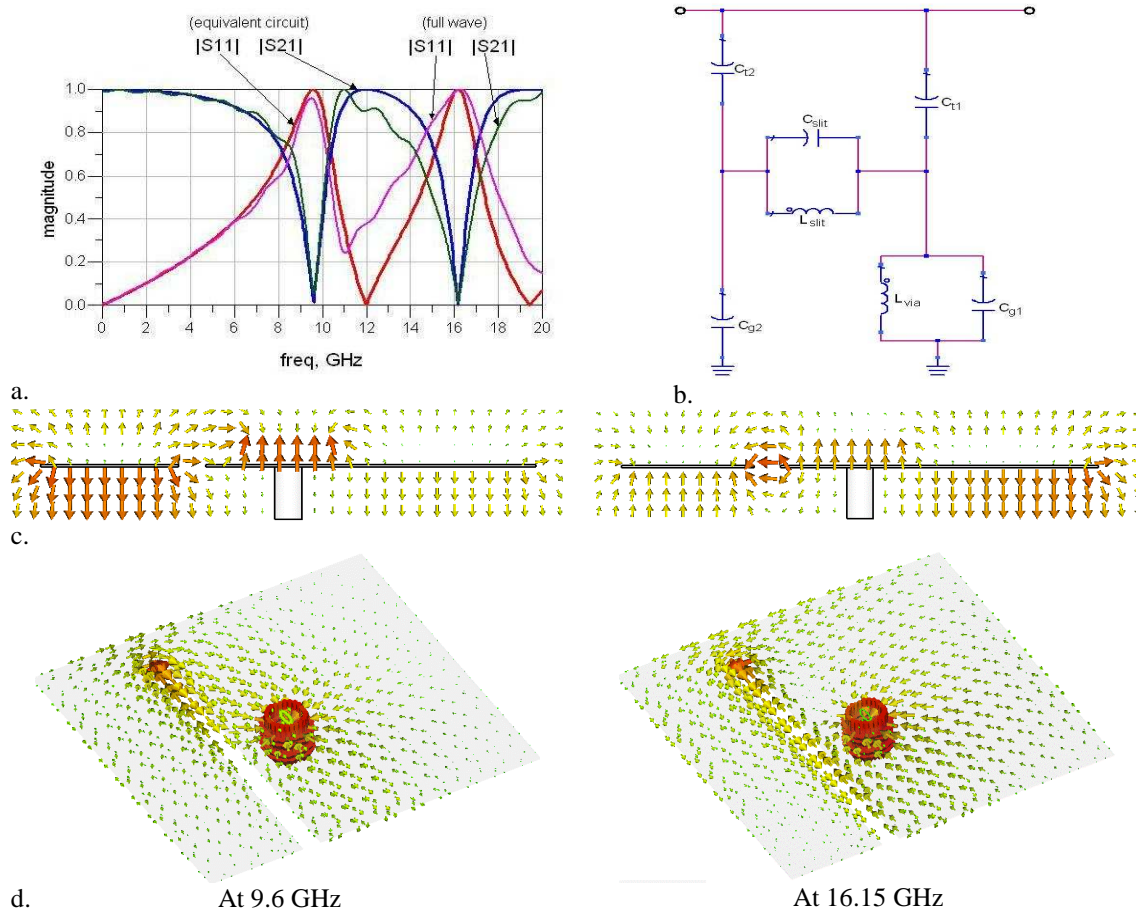 (equivalent circuit) (full wave)
|S11| |S21| |S11| |S21|
1.0
0.8
0.6
0.4
0.2
0.0
magnitude
0 2 4 6 8 10 12 14 16 18 20
freq, GHz
a.
Ct2
Ct1
Cslit
Lslit
Lvia
Cg1
Cg2
b.
c.
d. At 9.6 GHz At 16.15 GHz